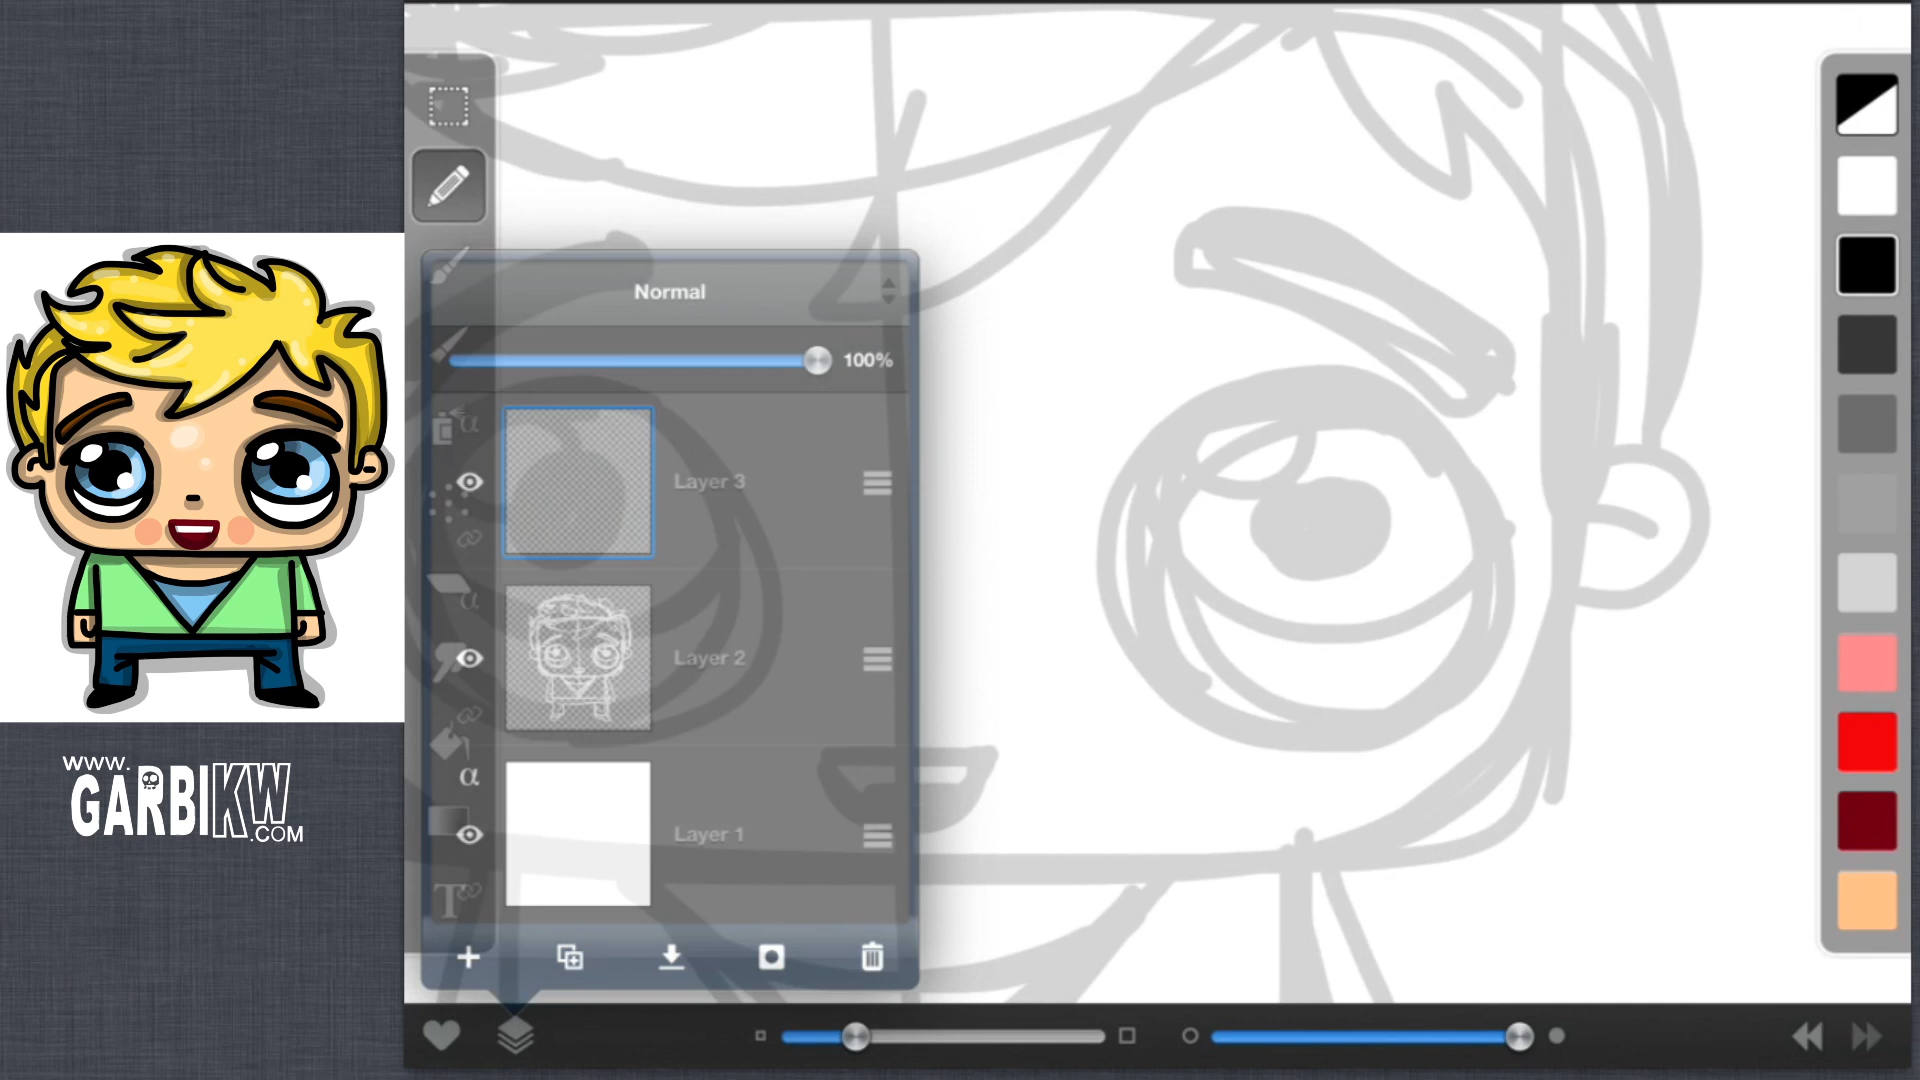 Normal
100%
α
Layer 3
α
Layer 2
α
Layer 1
T
www.
GARBIKW
.COM